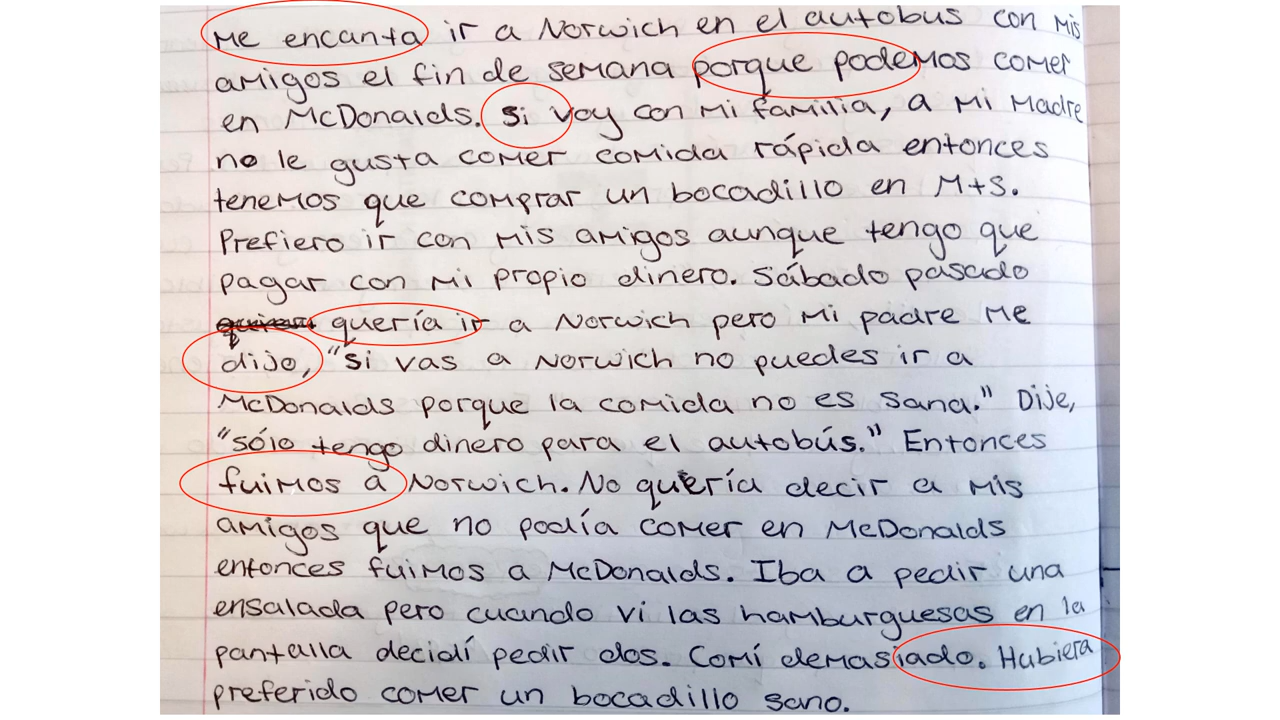 Me encanta ir a Norwich en el autobus con mis
amigos el fin de semana porque podemos comer
en McDonalds. Si voy con mi familia, a mi madre
no le gusta comer comida rápida entonces
tenemos que comprar un bocadillo en M+S.
Prefiero ir con mis amigos aunque tengo que
pagar con mi propio dinero. Sábado pasado
quería ir a Norwich pero mi padre me
dijo, "si vas a Norwich no puedes ir a
McDonalds porque la comida no es sana." Dije,
"sólo tengo dinero para el autobús." Entonces
fuimos a Norwich. No quería decir a mis
amigos que no podía comer en McDonalds
entonces fuimos a McDonalds. Iba a pedir una
ensalada pero cuando vi las hamburguesas en la
pantalla decidí pedir dos. Comí demasiado. Hubiera
preferido comer un bocadillo sano.